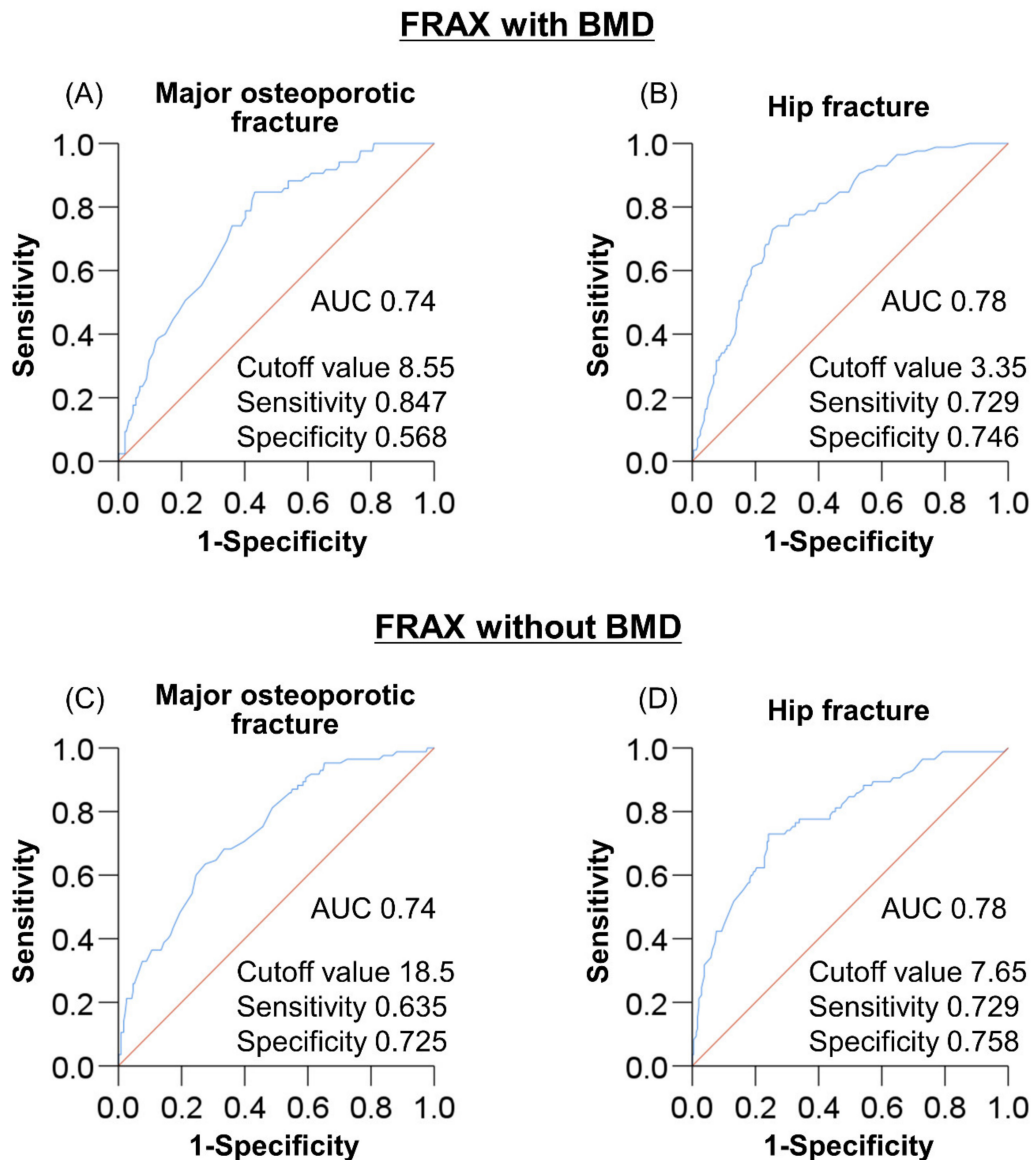 FRAX with BMD
(A)
Major osteoporotic
fracture
1.0
0.8
0.6
0.4
0.2
0.0
Sensitivity
AUC 0.74
Cutoff value 8.55
Sensitivity 0.847
Specificity 0.568
0.0 0.2 0.4 0.6 0.8 1.0
1-Specificity
(B)
Hip fracture
1.0
0.8
0.6
0.4
0.2
0.0
Sensitivity
AUC 0.78
Cutoff value 3.35
Sensitivity 0.729
Specificity 0.746
0.0 0.2 0.4 0.6 0.8 1.0
1-Specificity
FRAX without BMD
(C)
Major osteoporotic
fracture
1.0
0.8
0.6
0.4
0.2
0.0
Sensitivity
AUC 0.74
Cutoff value 18.5
Sensitivity 0.635
Specificity 0.725
0.0 0.2 0.4 0.6 0.8 1.0
1-Specificity
(D)
Hip fracture
1.0
0.8
0.6
0.4
0.2
0.0
Sensitivity
AUC 0.78
Cutoff value 7.65
Sensitivity 0.729
Specificity 0.758
0.0 0.2 0.4 0.6 0.8 1.0
1-Specificity